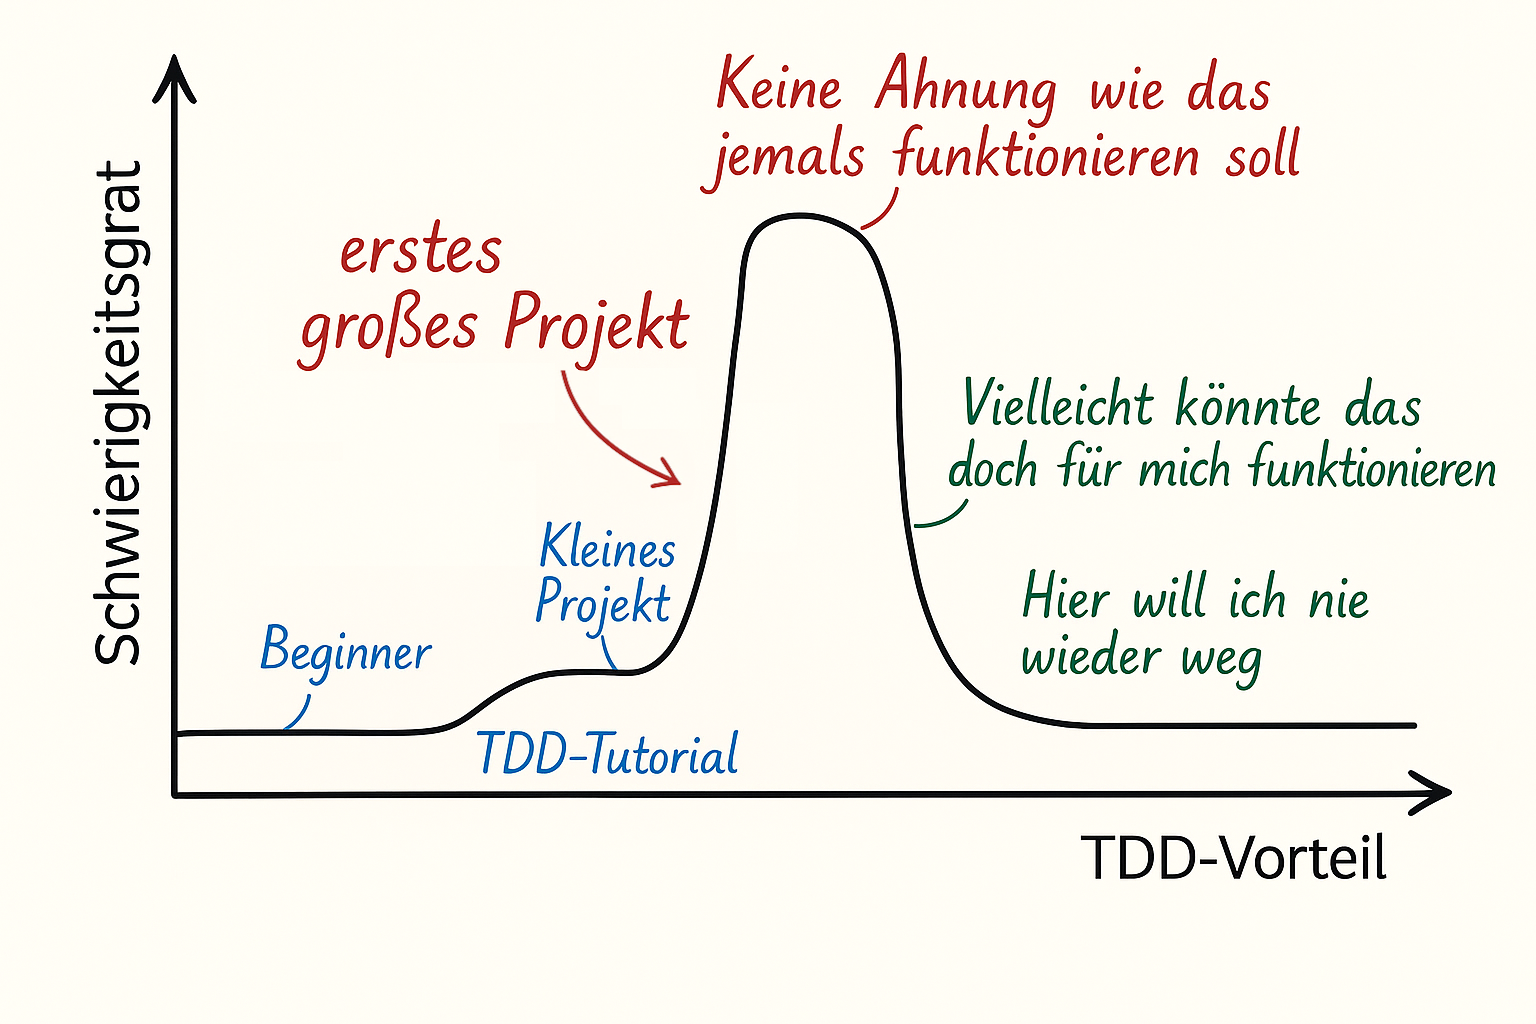 Keine Ahnung wie das
jemals funktionieren soll
erstes
großes Projekt
Vielleicht könnte das
doch für mich funktionieren
Kleines
Projekt
Hier will ich nie
wieder weg
Beginner
TDD-Tutorial
Schwierigkeitsgrat
TDD-Vorteil